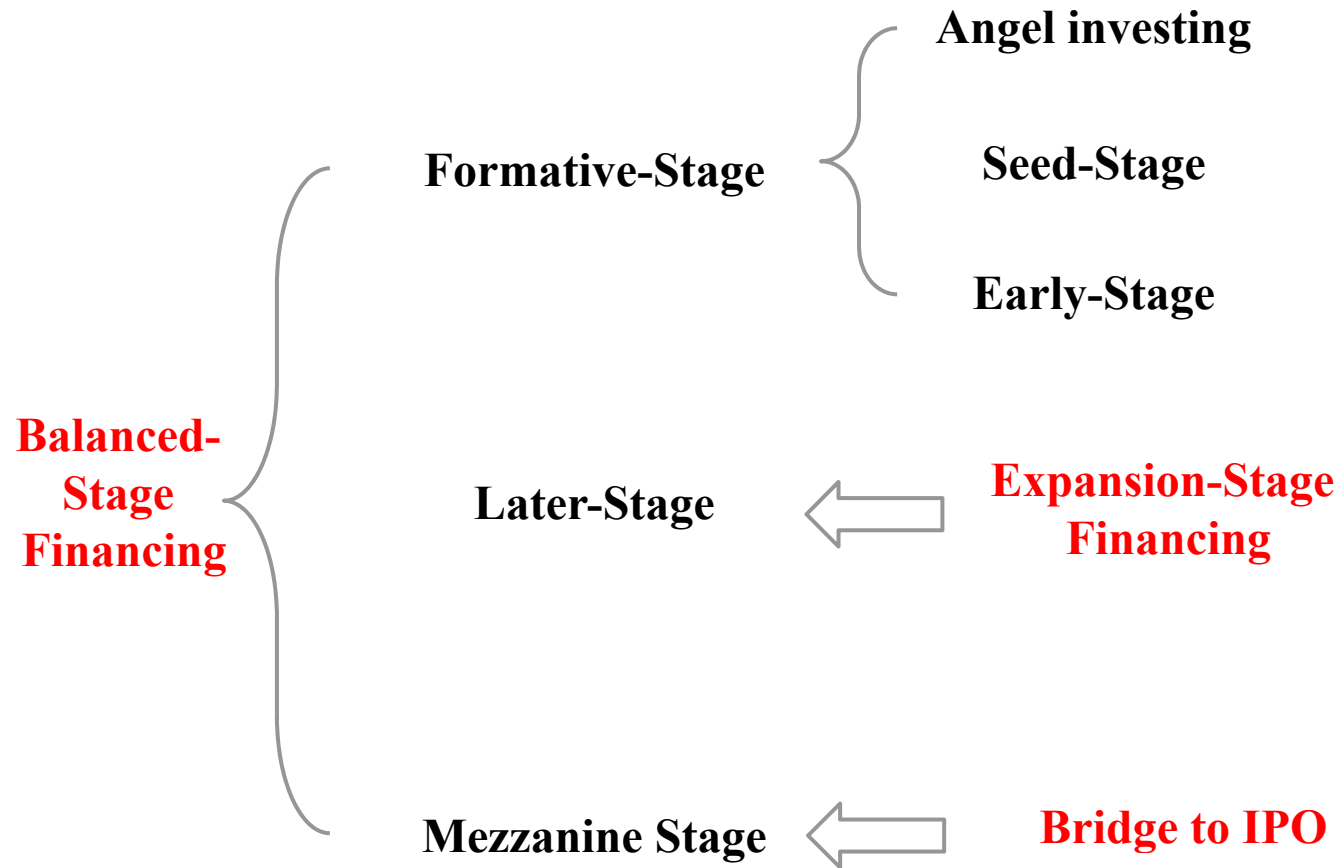 Angel investing
Formative-Stage
Seed-Stage
Early-Stage
Balanced-
Stage
Financing
Later-Stage
Expansion-Stage
Financing
Mezzanine Stage
Bridge to IPO